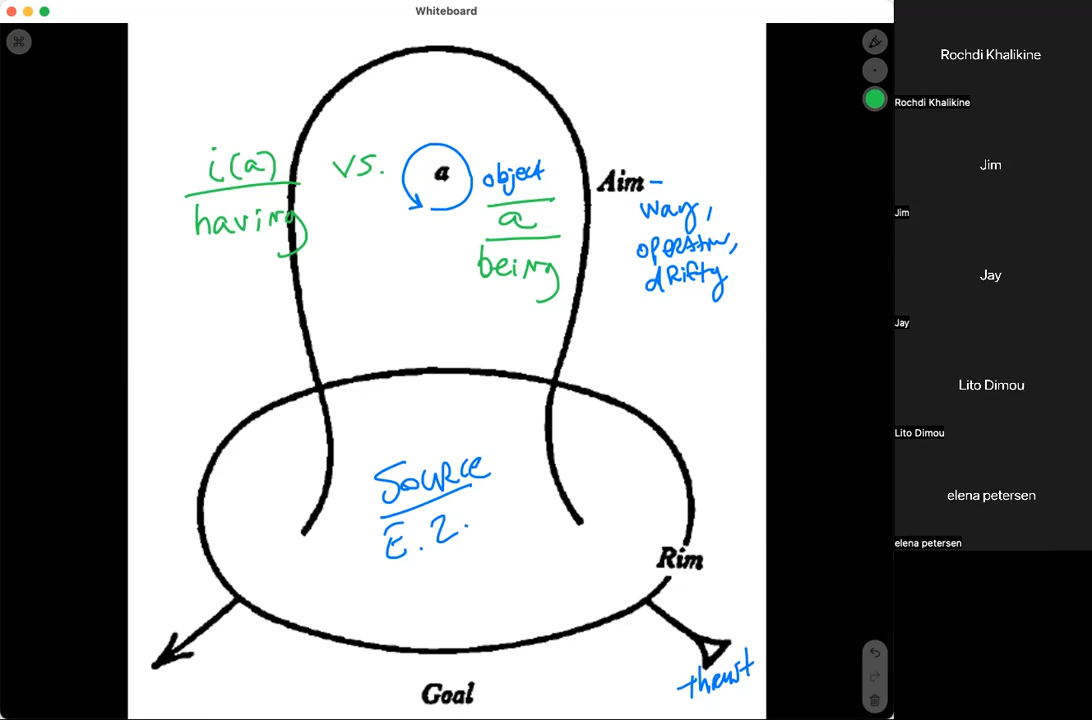 Whiteboard
i(a)
having
vs.
a
object
a
being
Aim -
way,
drifty
Source
E.Z.
Rim
Goal
thrust
Rochdi Khalikine
Rochdi Khalikine
Jim
Jim
Jay
Jay
Lito Dimou
Lito Dimou
elena petersen
elena petersen